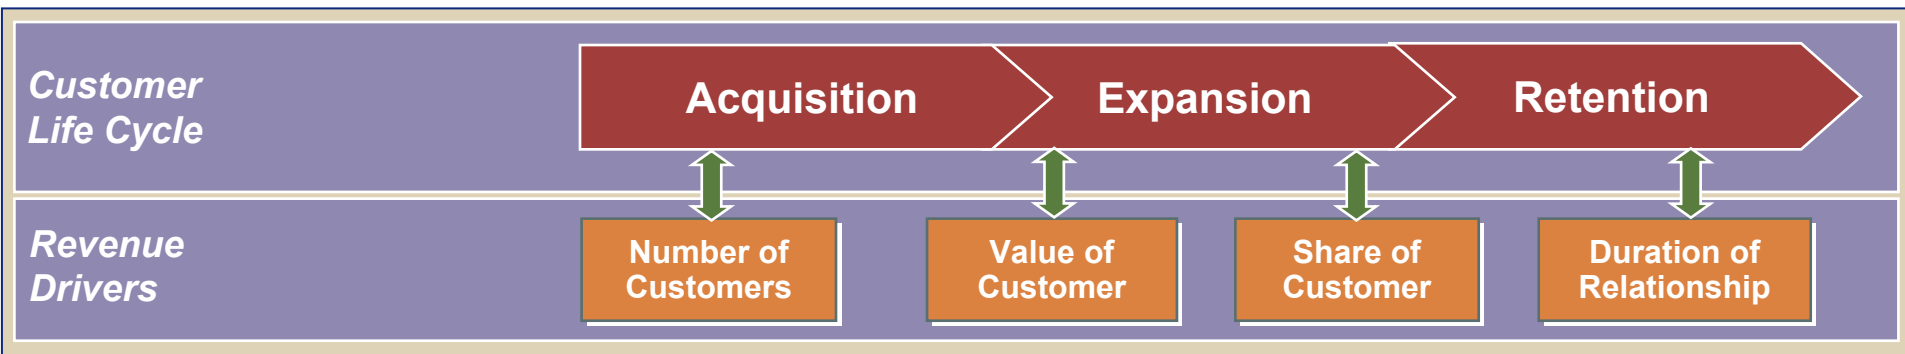 Customer
Life Cycle
Acquisition
Expansion
Retention
Revenue
Drivers
Number of
Customers
Value of
Customer
Share of
Customer
Duration of
Relationship